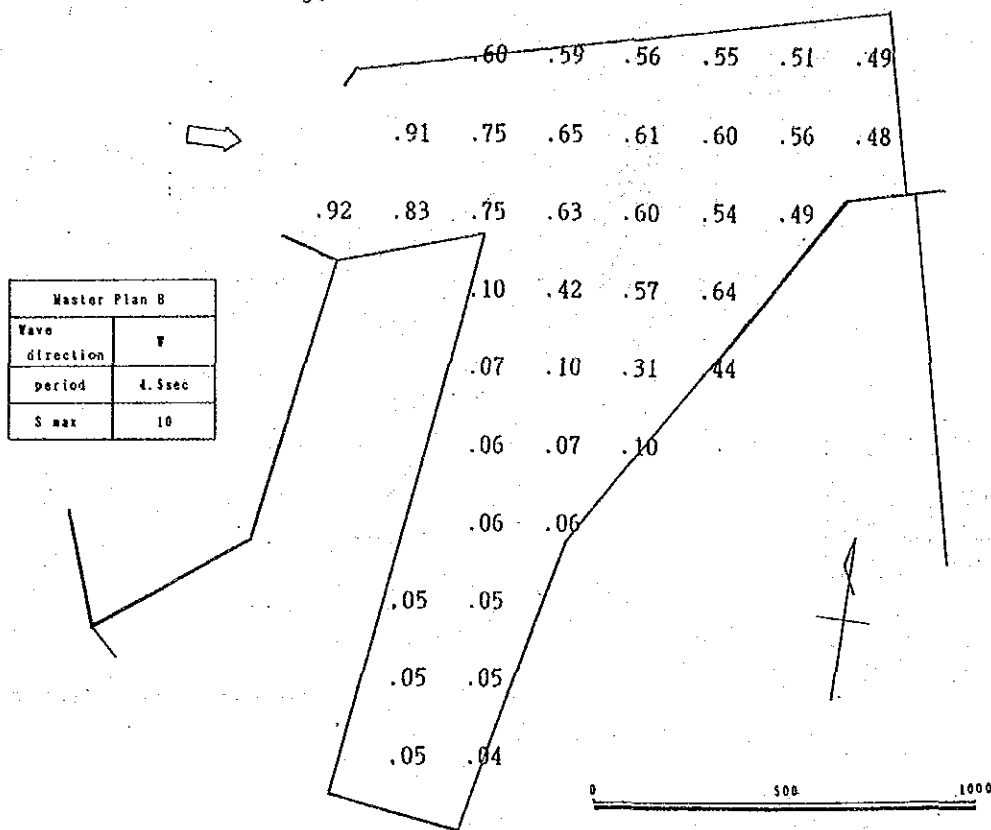 .60 .59 .56 .55 .51 .49
.91 .75 .65 .61 .60 .56 .48
.92 .83 .75 .63 .60 .54 .49
.10 .42 .57 .64
.07 .10 .31 .44
.06 .07 .10
.06 .06
.05 .05
.05 .05
.05 .04
Master Plan B
Wave direction W
period 4.5sec
S max 10
0 500 1000